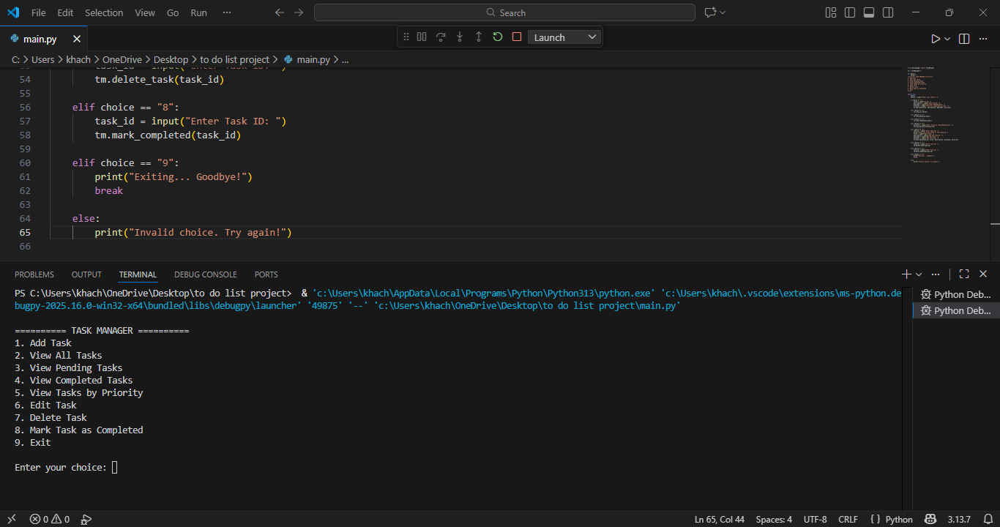 File Edit Selection View Go Run ··· Search
main.py
Launch
C: > Users > khach > OneDrive > Desktop > to do list project > main.py > ...
54 tm.delete_task(task_id)
55
56 elif choice == "8":
57 task_id = input("Enter Task ID: ")
58 tm.mark_completed(task_id)
59
60 elif choice == "9":
61 print("Exiting... Goodbye!")
62 break
63
64 else:
65 print("Invalid choice. Try again!")
66
PROBLEMS OUTPUT TERMINAL DEBUG CONSOLE PORTS
PS C:\Users\khach\OneDrive\Desktop\to do list project> & 'c:\Users\khach\AppData\Local\Programs\Python\Python313\python.exe' 'c:\Users\khach\.vscode\extensions\ms-python.de
bugpy-2025.16.0-win32-x64\bundled\libs\debugpy\launcher' '49875' '--' 'c:\Users\khach\OneDrive\Desktop\to do list project\main.py'
========== TASK MANAGER ==========
1. Add Task
2. View All Tasks
3. View Pending Tasks
4. View Completed Tasks
5. View Tasks by Priority
6. Edit Task
7. Delete Task
8. Mark Task as Completed
9. Exit
Enter your choice:
Python Deb...
Python Deb...
0 0 Ln 65, Col 44 Spaces: 4 UTF-8 CRLF { } Python 3.13.7